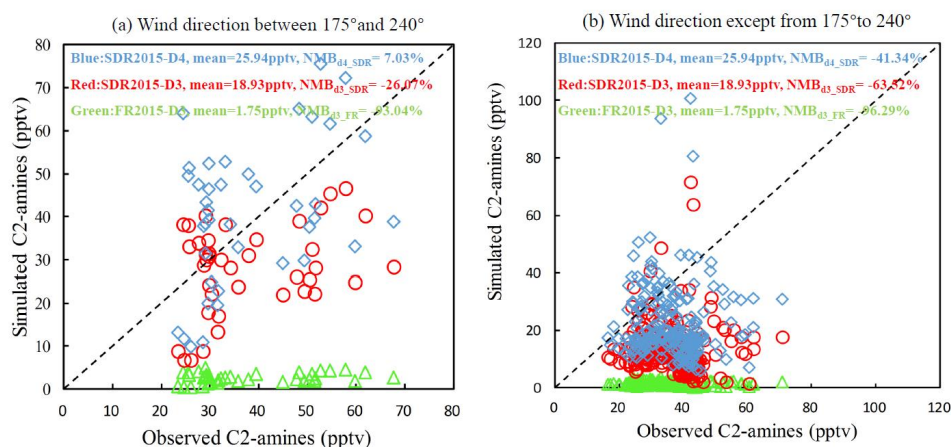 (a) Wind direction between 175°and 240°
80
70
60
50
40
30
20
10
0
Simulated C2-amines (pptv)
Blue:SDR2015-D4, mean=25.94pptv, NMBd4_SDR= 7.03%
Red:SDR2015-D3, mean=18.93pptv, NMBd3_SDR= -26.07%
Green:FR2015-D3, mean=1.75pptv, NMBd3_FR= -93.04%
0 10 20 30 40 50 60 70 80
Observed C2-amines (pptv)
(b) Wind direction except from 175°to 240°
120
100
80
60
40
20
0
Simulated C2-amines (pptv)
Blue:SDR2015-D4, mean=25.94pptv, NMBd4_SDR= -41.34%
Red:SDR2015-D3, mean=18.93pptv, NMBd3_SDR= -63.52%
Green:FR2015-D3, mean=1.75pptv, NMBd3_FR= -96.29%
0 20 40 60 80 100 120
Observed C2-amines (pptv)